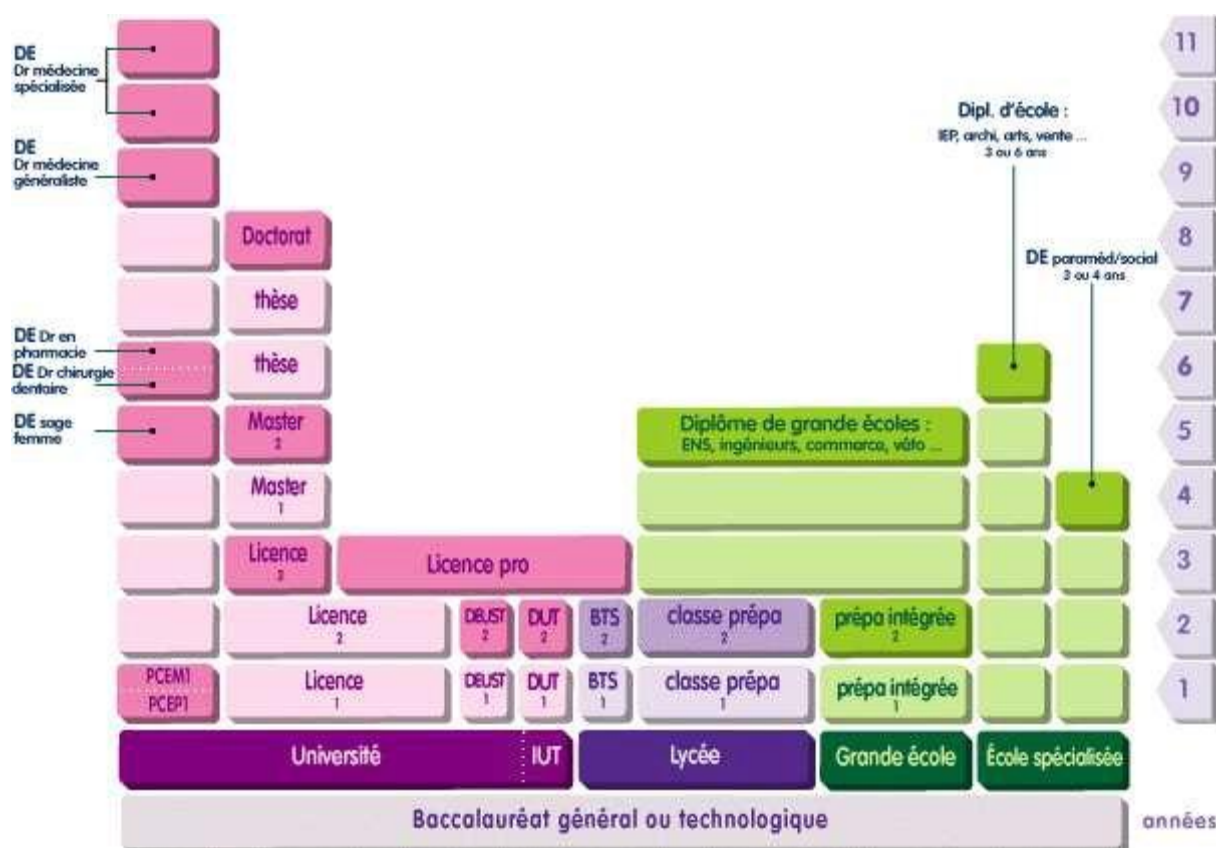 DE
Dr médecine
spécialisée
DE
Dr médecine
généraliste
DE Dr en
pharmacie
DE Dr chirurgie
dentaire
DE sage
femme
Dipl. d'école :
IEP, archi, arts, vente ...
3 ou 6 ans
DE paraméd/social
3 ou 4 ans
11
10
9
Doctorat
8
thèse
7
thèse
6
Master
2
Diplôme de grande écoles :
ENS, ingénieurs, commerce, véto ...
5
Master
1
4
Licence
3
Licence pro
3
Licence
2
DEUST
2
DUT
2
BTS
2
classe prépa
2
prépa intégrée
2
2
PCEM1
PCEP1
Licence
1
DEUST
1
DUT
1
BTS
1
classe prépa
1
prépa intégrée
1
1
Université
IUT
Lycée
Grande école
École spécialisée
Baccalauréat général ou technologique
années